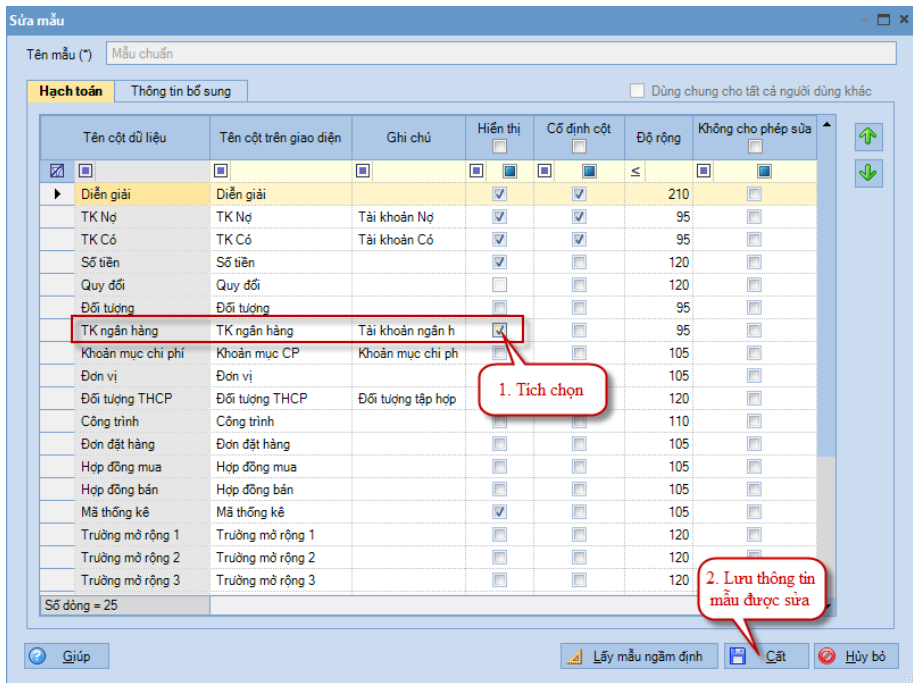 Sửa mẫu
Tên mẫu (*) Mẫu chuẩn
Hạch toán Thông tin bổ sung Dùng chung cho tất cả người dùng khác
Tên cột dữ liệu Tên cột trên giao diện Ghi chú Hiển thị Cố định cột Độ rộng Không cho phép sửa
≤
Diễn giải Diễn giải 210
TK Nợ TK Nợ Tài khoản Nợ 95
TK Có TK Có Tài khoản Có 95
Số tiền Số tiền 120
Quy đổi Quy đổi 120
Đối tượng Đối tượng 95
TK ngân hàng TK ngân hàng Tài khoản ngân h 95
Khoản mục chi phí Khoản mục CP Khoản mục chi ph 105
Đơn vị Đơn vị 105
1. Tích chọn
Đối tượng THCP Đối tượng THCP Đối tượng tập hợp 120
Công trình Công trình 110
Đơn đặt hàng Đơn đặt hàng 105
Hợp đồng mua Hợp đồng mua 105
Hợp đồng bán Hợp đồng bán 105
Mã thống kê Mã thống kê 105
Trường mở rộng 1 Trường mở rộng 1 120
Trường mở rộng 2 Trường mở rộng 2 120
Trường mở rộng 3 Trường mở rộng 3 120
2. Lưu thông tin
mẫu được sửa
Số dòng = 25
Giúp Lấy mẫu ngầm định Cất Hủy bỏ